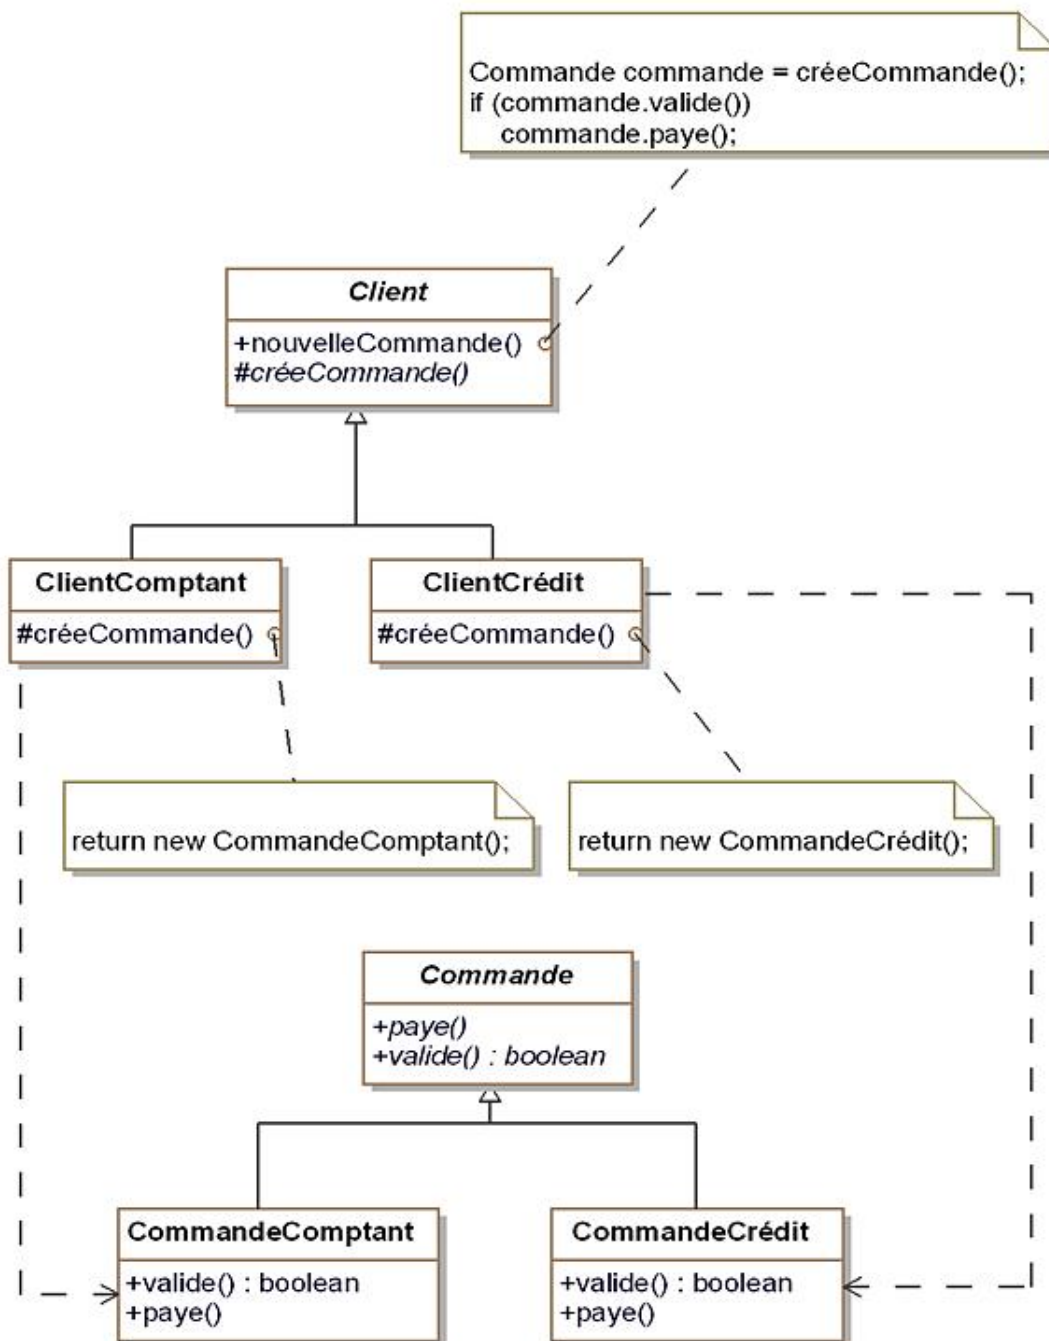 Commande commande = créeCommande();
if (commande.valide())
commande.paye();
Client
+nouvelleCommande()
#créeCommande()
ClientComptant
#créeCommande()
ClientCrédit
#créeCommande()
return new CommandeComptant();
return new CommandeCrédit();
Commande
+paye()
+valide() : boolean
CommandeComptant
+valide() : boolean
+paye()
CommandeCrédit
+valide() : boolean
+paye()